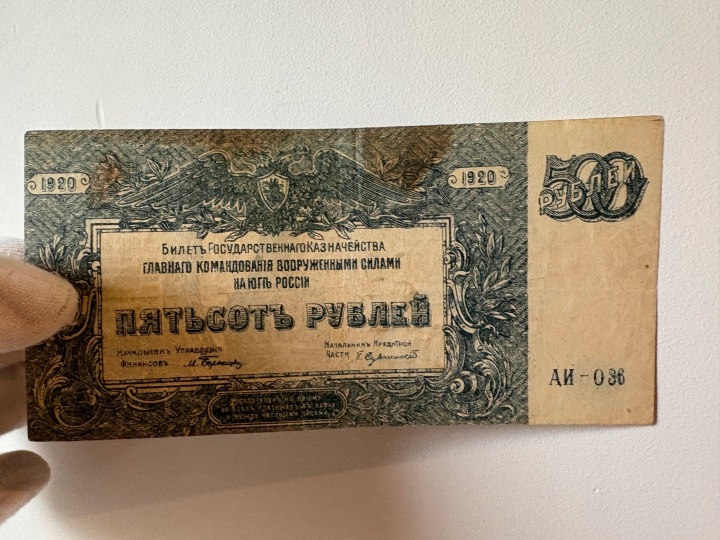 1920
1920
500
РУБЛЕЙ
БИЛЕТЪ ГОСУДАРСТВЕННАГО КАЗНАЧЕЙСТВА
ГЛАВНАГО КОМАНДОВАНІЯ ВООРУЖЕННЫМИ СИЛАМИ
НА ЮГѢ РОССІИ
ПЯТЬСОТЪ РУБЛЕЙ
НАЧАЛЬНИКЪ УПРАВЛЕНІЯ
ФИНАНСОВЪ
НАЧАЛЬНИКЪ КРЕДИТНОЙ
ЧАСТИ
АИ-036